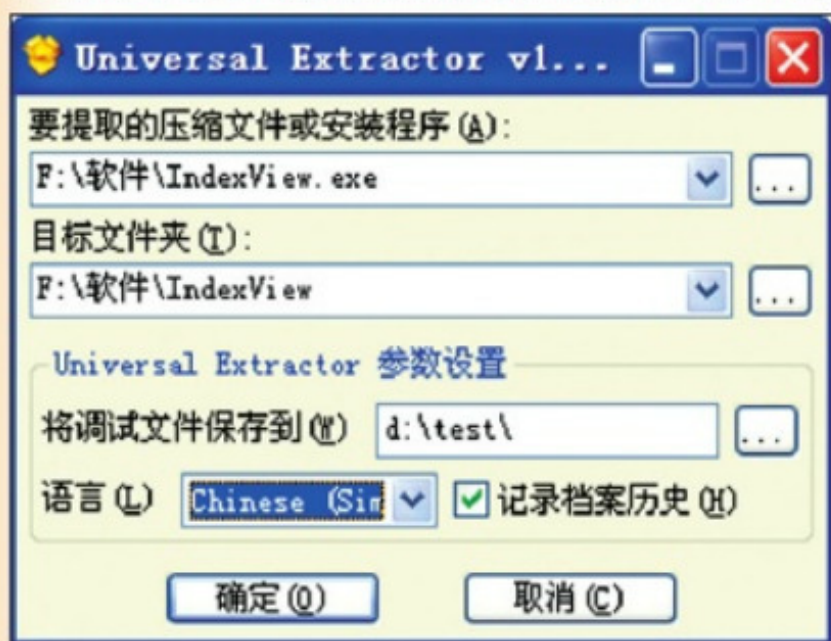 Universal Extractor v1...
要提取的压缩文件或安装程序(A):
F:\软件\IndexView.exe
...
目标文件夹(T):
F:\软件\IndexView
...
Universal Extractor 参数设置
将调试文件保存到(W) d:\test\ ...
语言(L) Chinese (Sim 记录档案历史(H)
确定(O) 取消(C)